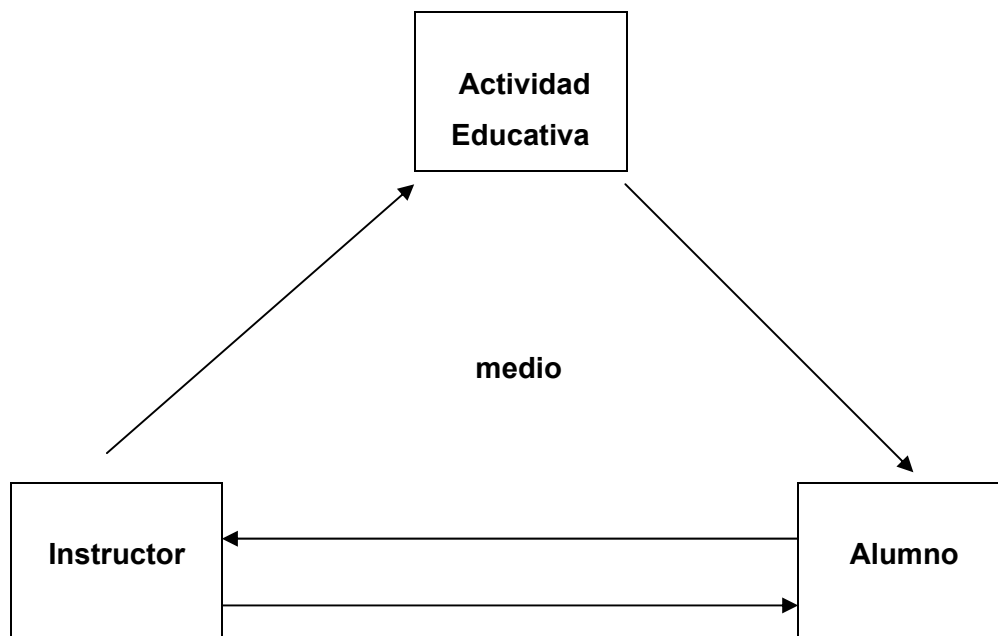 Actividad
Educativa
medio
Instructor
Alumno